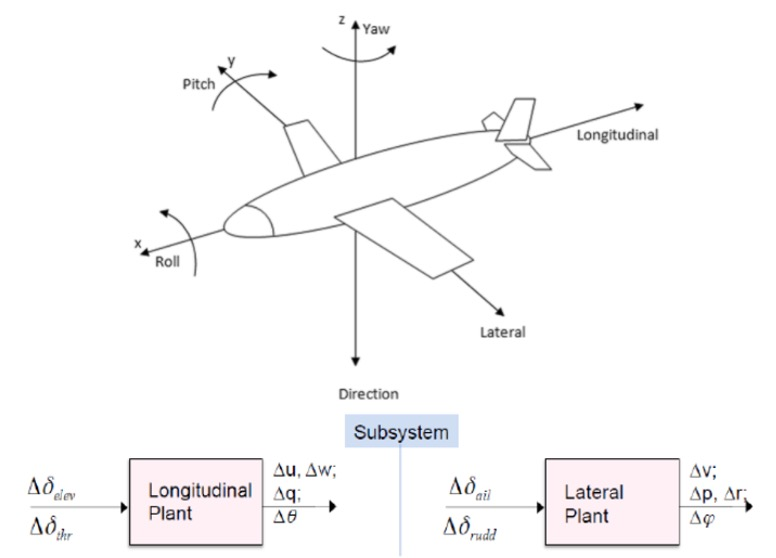 z
Yaw
y
Pitch
Longitudinal
x
Roll
Lateral
Direction
Subsystem
Δδelev
Δδthr
Longitudinal
Plant
Δu, Δw;
Δq;
Δθ
Δδail
Δδrudd
Lateral
Plant
Δv;
Δp, Δr;
Δφ